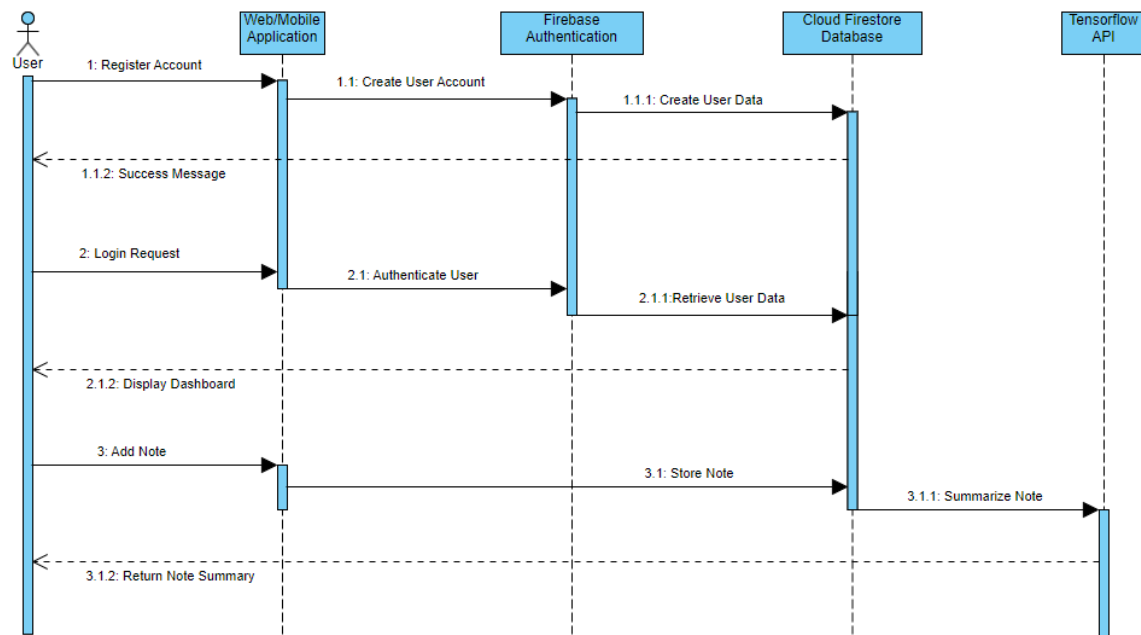 Web/Mobile
Application
Firebase
Authentication
Cloud Firestore
Database
Tensorflow
API
User
1: Register Account
1.1: Create User Account
1.1.1: Create User Data
1.1.2: Success Message
2: Login Request
2.1: Authenticate User
2.1.1:Retrieve User Data
2.1.2: Display Dashboard
3: Add Note
3.1: Store Note
3.1.1: Summarize Note
3.1.2: Return Note Summary